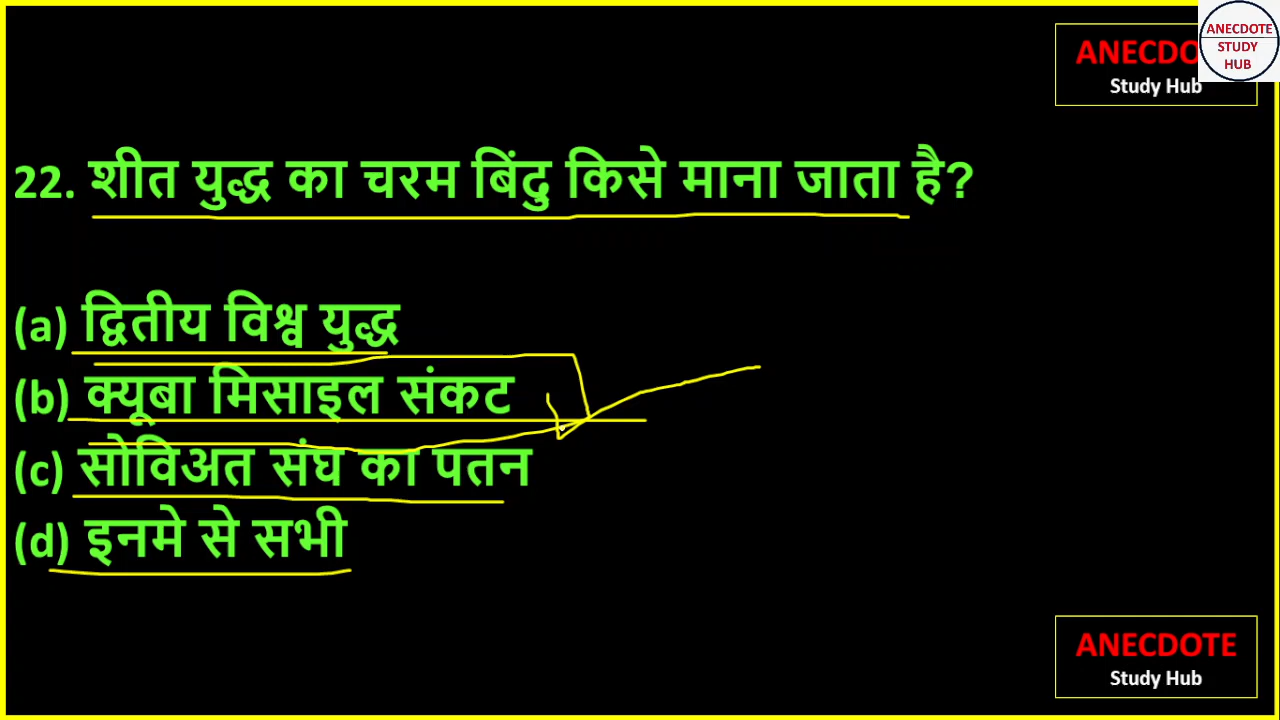 ANECDOTE
STUDY
HUB
ANECDO
Study Hub
22. शीत युद्ध का चरम बिंदु किसे माना जाता है?
(a) द्वितीय विश्व युद्ध
(b) क्यूबा मिसाइल संकट
(c) सोविअत संघ का पतन
(d) इनमे से सभी
ANECDOTE
Study Hub